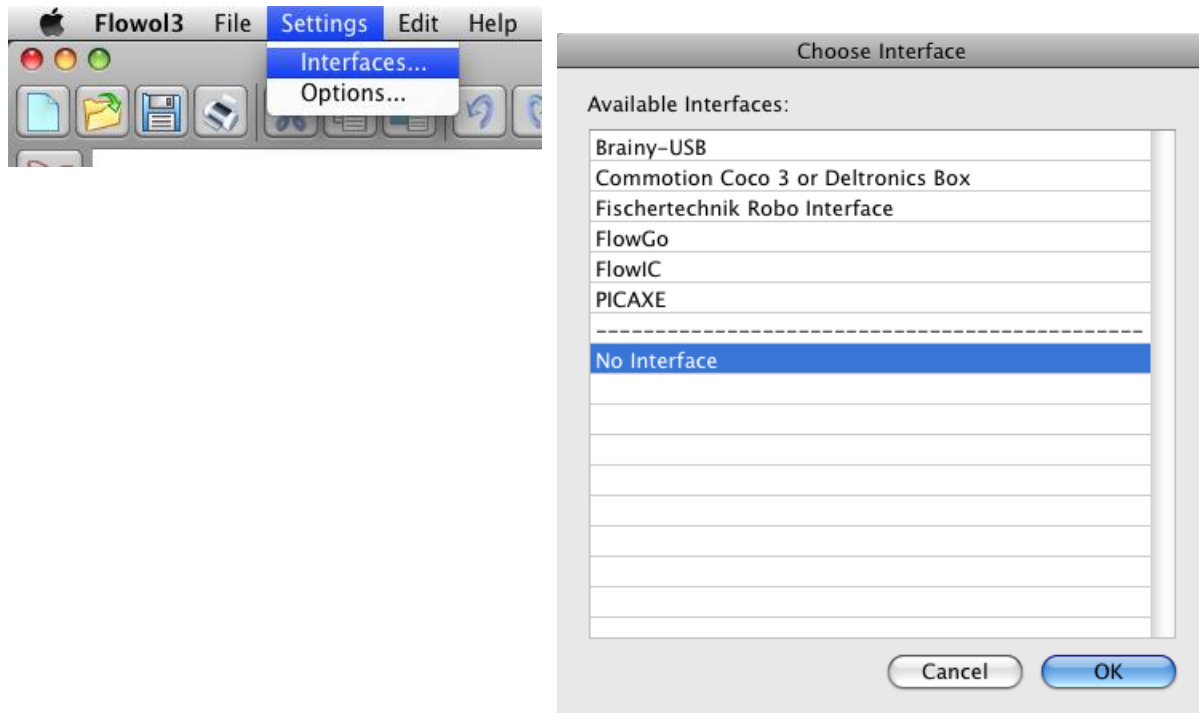 Flowol3 File Settings Edit Help
Interfaces...
Options...
Choose Interface
Available Interfaces:
Brainy-USB
Commotion Coco 3 or Deltronics Box
Fischertechnik Robo Interface
FlowGo
FlowIC
PICAXE
-----------------------------------------------
No Interface
Cancel OK